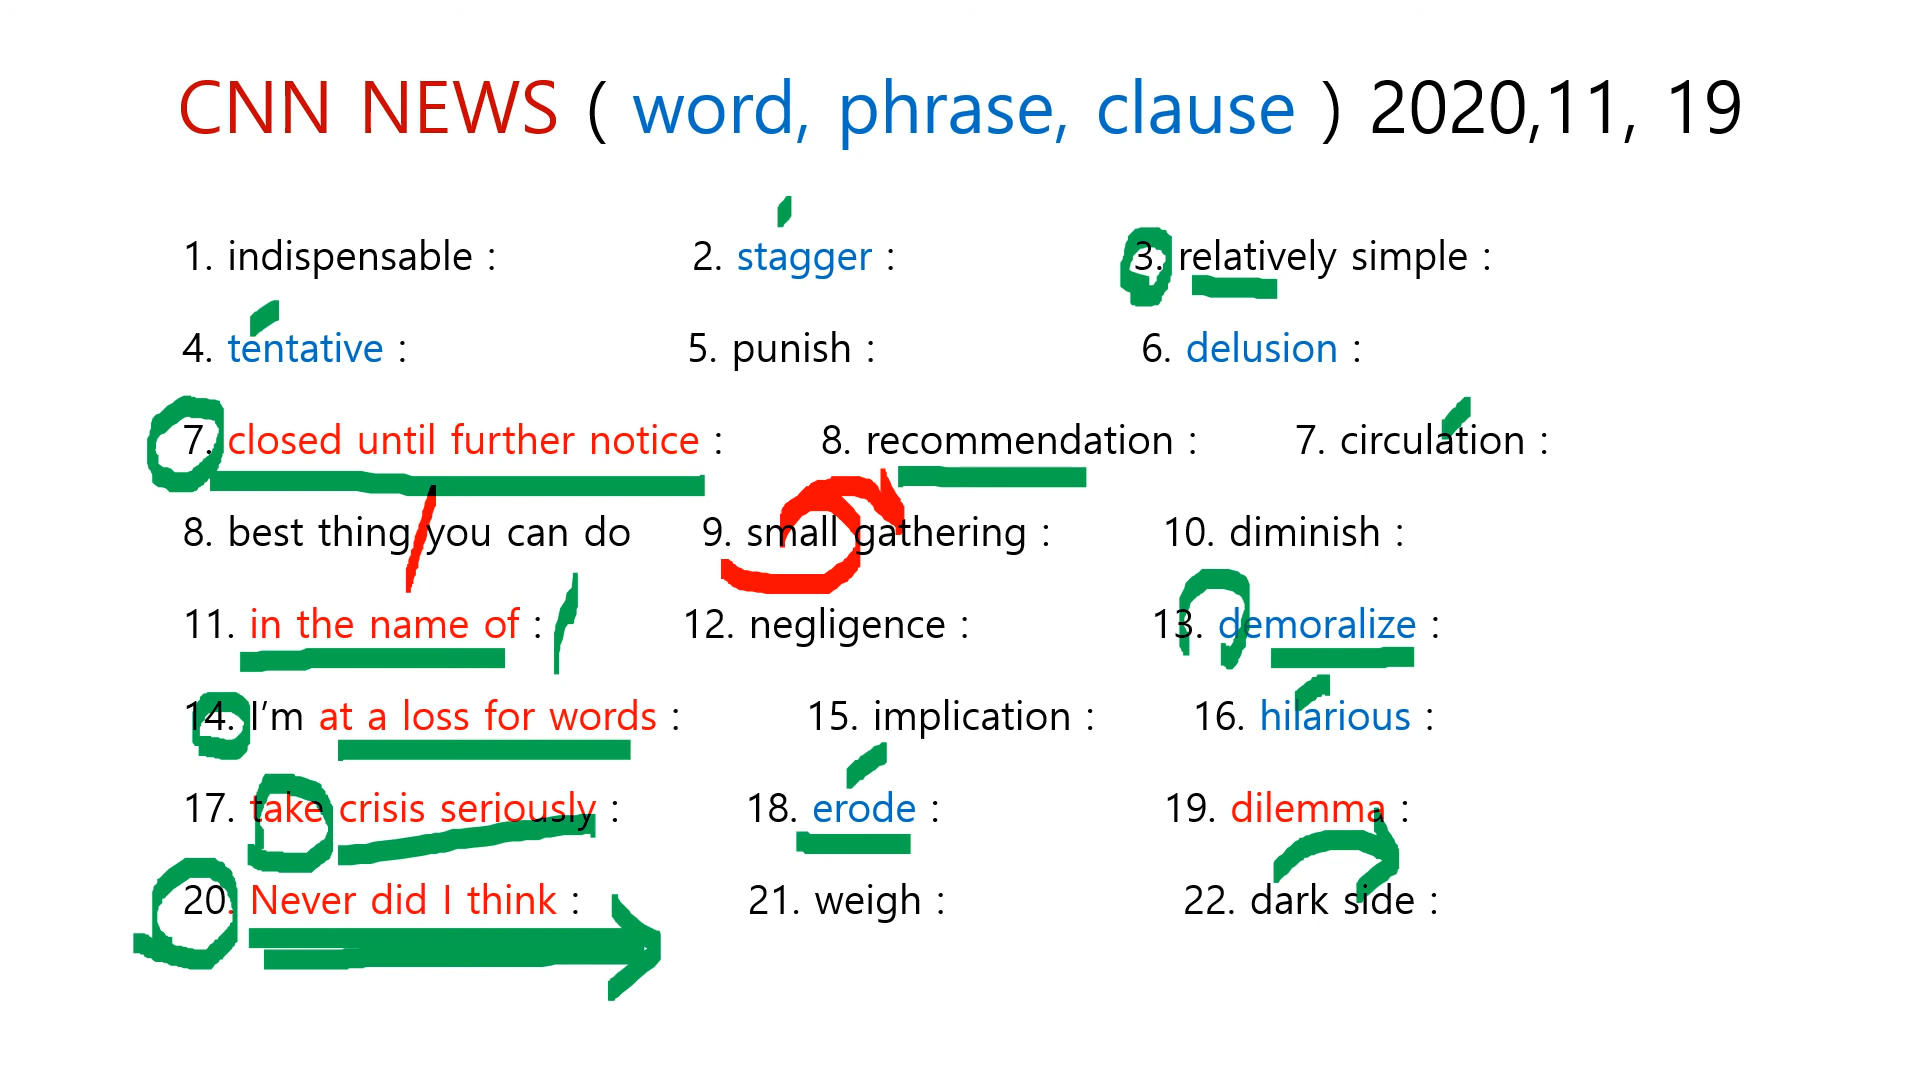 CNN NEWS ( word, phrase, clause ) 2020,11, 19
1. indispensable : 2. stagger : 3. relatively simple :
4. tentative : 5. punish : 6. delusion :
7. closed until further notice : 8. recommendation : 7. circulation :
8. best thing you can do 9. small gathering : 10. diminish :
11. in the name of : 12. negligence : 13. demoralize :
14. I’m at a loss for words : 15. implication : 16. hilarious :
17. take crisis seriously : 18. erode : 19. dilemma :
20. Never did I think : 21. weigh : 22. dark side :